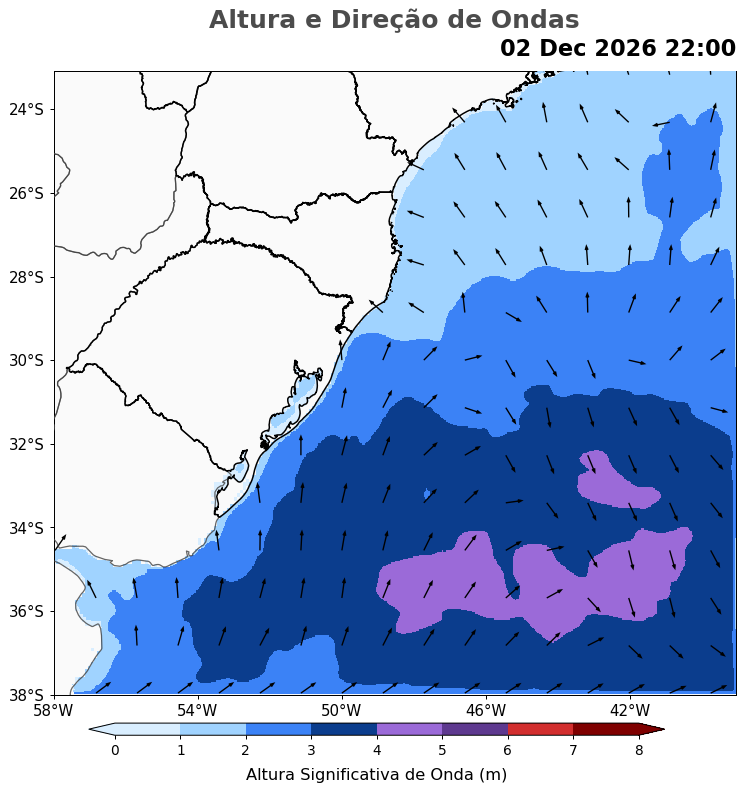 Altura e Direção de Ondas
02 Dec 2026 22:00
24°S
26°S
28°S
30°S
32°S
34°S
36°S
38°S
58°W 54°W 50°W 46°W 42°W
0 1 2 3 4 5 6 7 8
Altura Significativa de Onda (m)